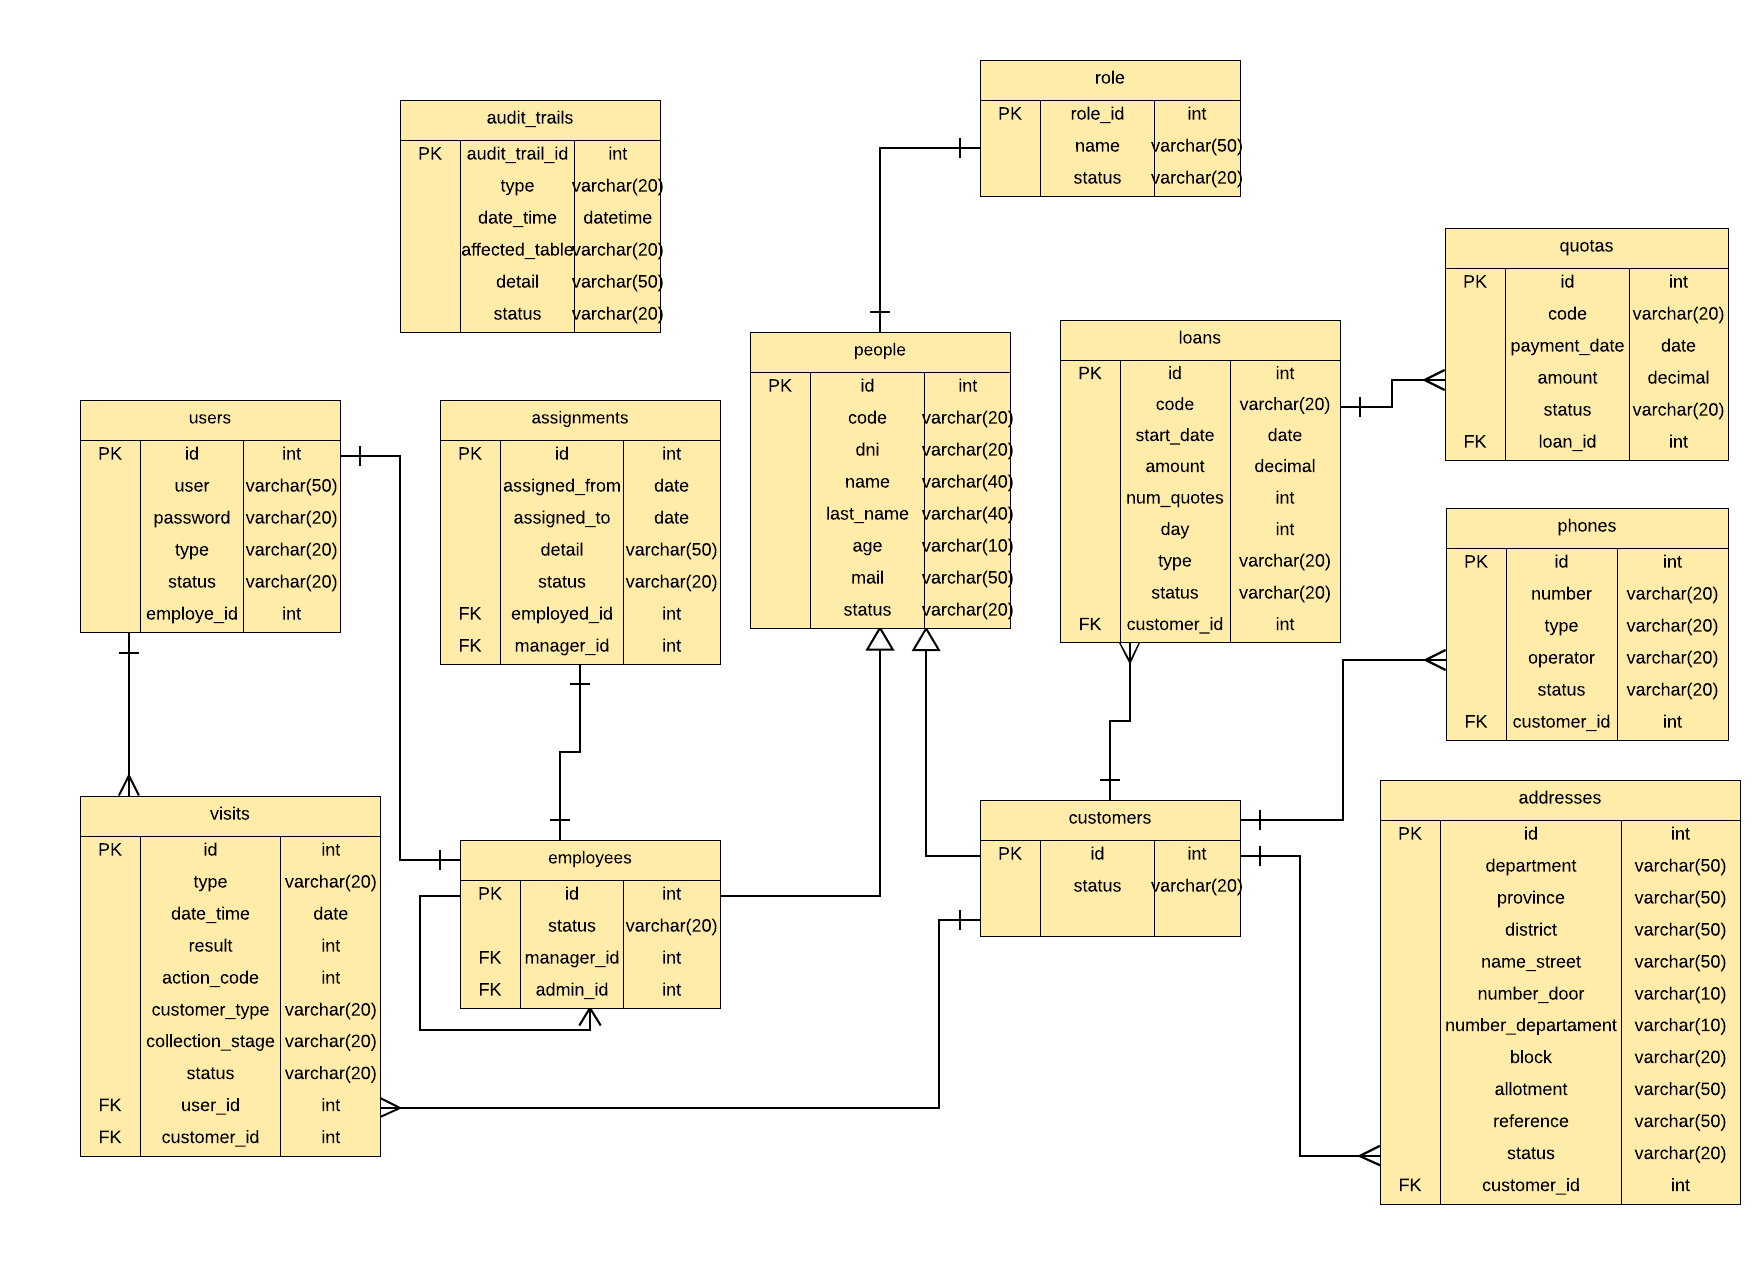 role
PK role_id int
name varchar(50)
status varchar(20)
audit_trails
PK audit_trail_id int
type varchar(20)
date_time datetime
affected_table varchar(20)
detail varchar(50)
status varchar(20)
quotas
PK id int
code varchar(20)
payment_date date
amount decimal
status varchar(20)
FK loan_id int
people
PK id int
code varchar(20)
dni varchar(20)
name varchar(40)
last_name varchar(40)
age varchar(10)
mail varchar(50)
status varchar(20)
loans
PK id int
code varchar(20)
start_date date
amount decimal
num_quotes int
day int
type varchar(20)
status varchar(20)
FK customer_id int
users
PK id int
user varchar(50)
password varchar(20)
type varchar(20)
status varchar(20)
employe_id int
assignments
PK id int
assigned_from date
assigned_to date
detail varchar(50)
status varchar(20)
FK employed_id int
FK manager_id int
phones
PK id int
number varchar(20)
type varchar(20)
operator varchar(20)
status varchar(20)
FK customer_id int
visits
PK id int
type varchar(20)
date_time date
result int
action_code int
customer_type varchar(20)
collection_stage varchar(20)
status varchar(20)
FK user_id int
FK customer_id int
employees
PK id int
status varchar(20)
FK manager_id int
FK admin_id int
customers
PK id int
status varchar(20)
addresses
PK id int
department varchar(50)
province varchar(50)
district varchar(50)
name_street varchar(50)
number_door varchar(10)
number_departament varchar(10)
block varchar(20)
allotment varchar(50)
reference varchar(50)
status varchar(20)
FK customer_id int